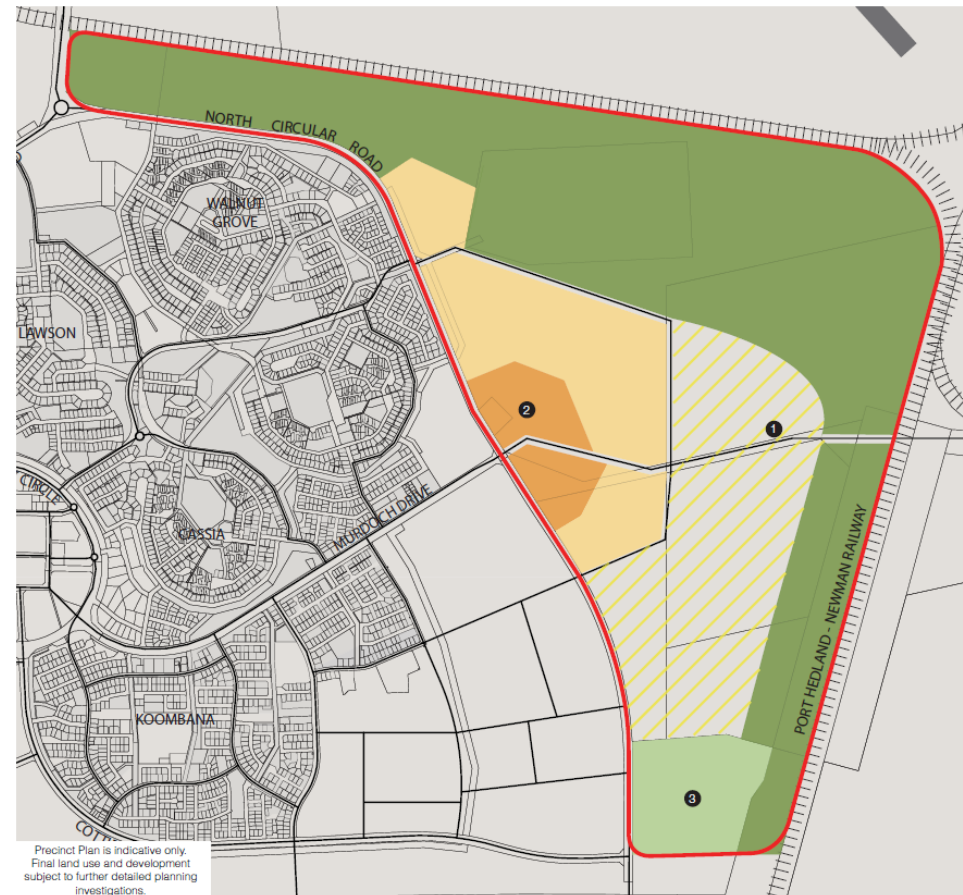 NORTH CIRCULAR ROAD
WALNUT
GROVE
LAWSON
2
1
CIRCLE
CASSIA
MURDOCH DRIVE
PORT HEDLAND - NEWMAN RAILWAY
KOOMBANA
3
Precinct Plan is indicative only.
Final land use and development
subject to further detailed planning
investigations.